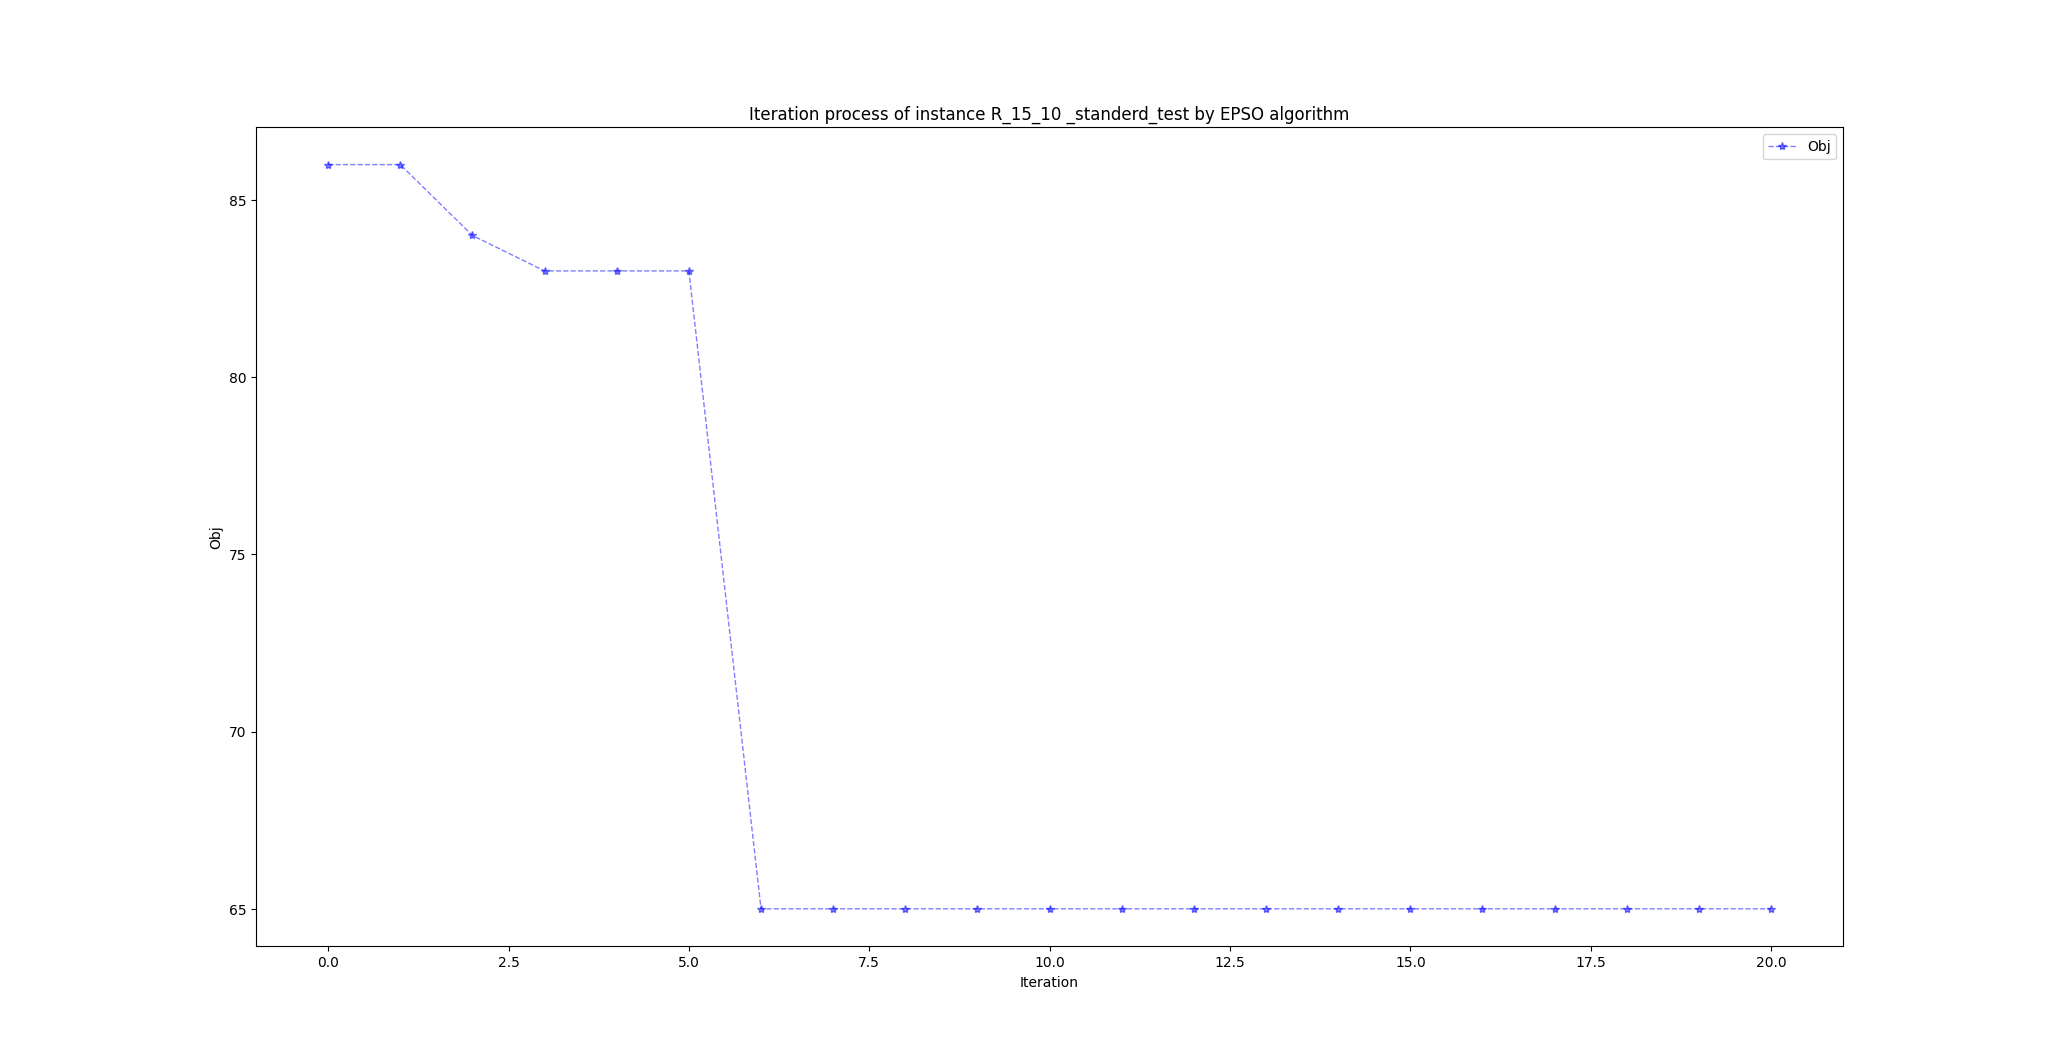 Iteration process of instance R_15_10 _standerd_test by EPSO algorithm
Obj
85
80
75
70
65
Obj
0.0 2.5 5.0 7.5 10.0 12.5 15.0 17.5 20.0
Iteration